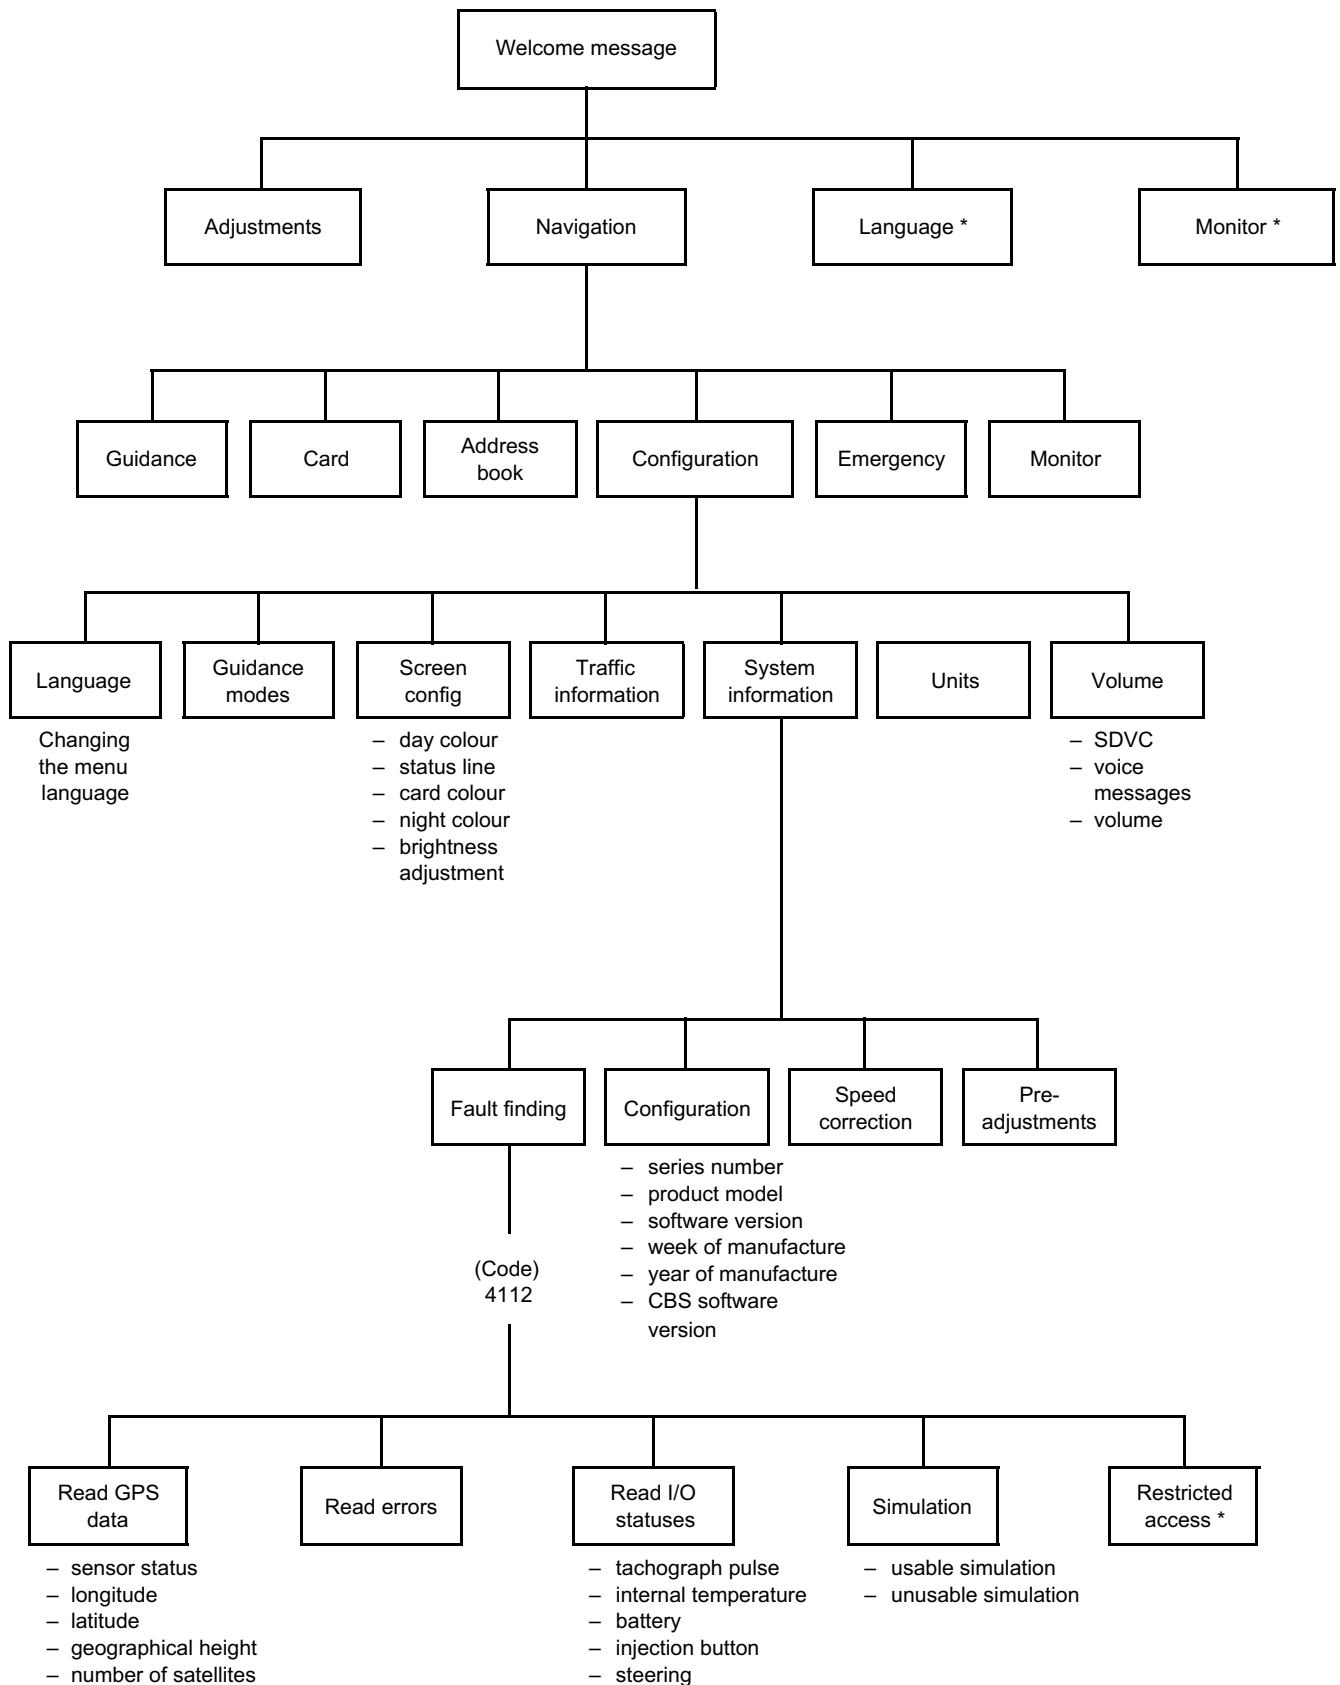 Welcome message
Adjustments
Navigation
Language *
Monitor *
Guidance
Card
Address
book
Configuration
Emergency
Monitor
Language
Guidance
modes
Screen
config
Traffic
information
System
information
Units
Volume
Changing
the menu
language
– day colour
– status line
– card colour
– night colour
– brightness
adjustment
– SDVC
– voice
messages
– volume
Fault finding
Configuration
Speed
correction
Pre-
adjustments
– series number
– product model
– software version
– week of manufacture
– year of manufacture
– CBS software
version
(Code)
4112
Read GPS
data
Read errors
Read I/O
statuses
Simulation
Restricted
access *
– sensor status
– longitude
– latitude
– geographical height
– number of satellites
– tachograph pulse
– internal temperature
– battery
– injection button
– steering
– usable simulation
– unusable simulation